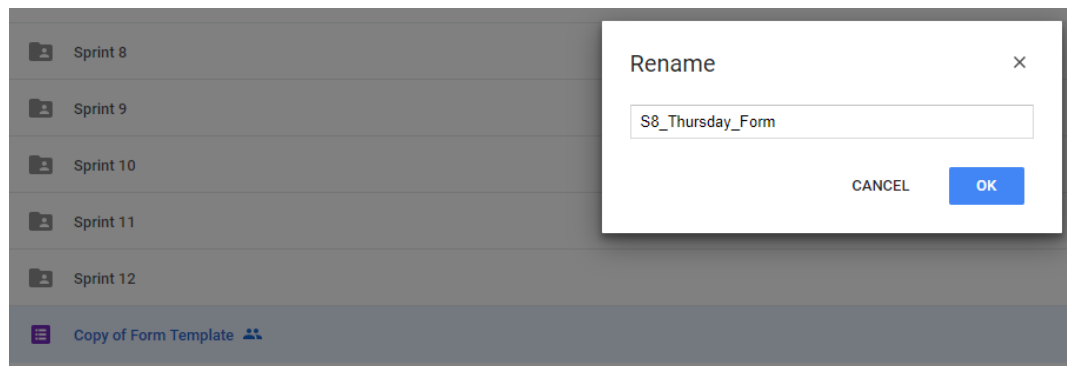 Sprint 8
Sprint 9
Sprint 10
Sprint 11
Sprint 12
Copy of Form Template
Rename
S8_Thursday_Form
CANCEL OK